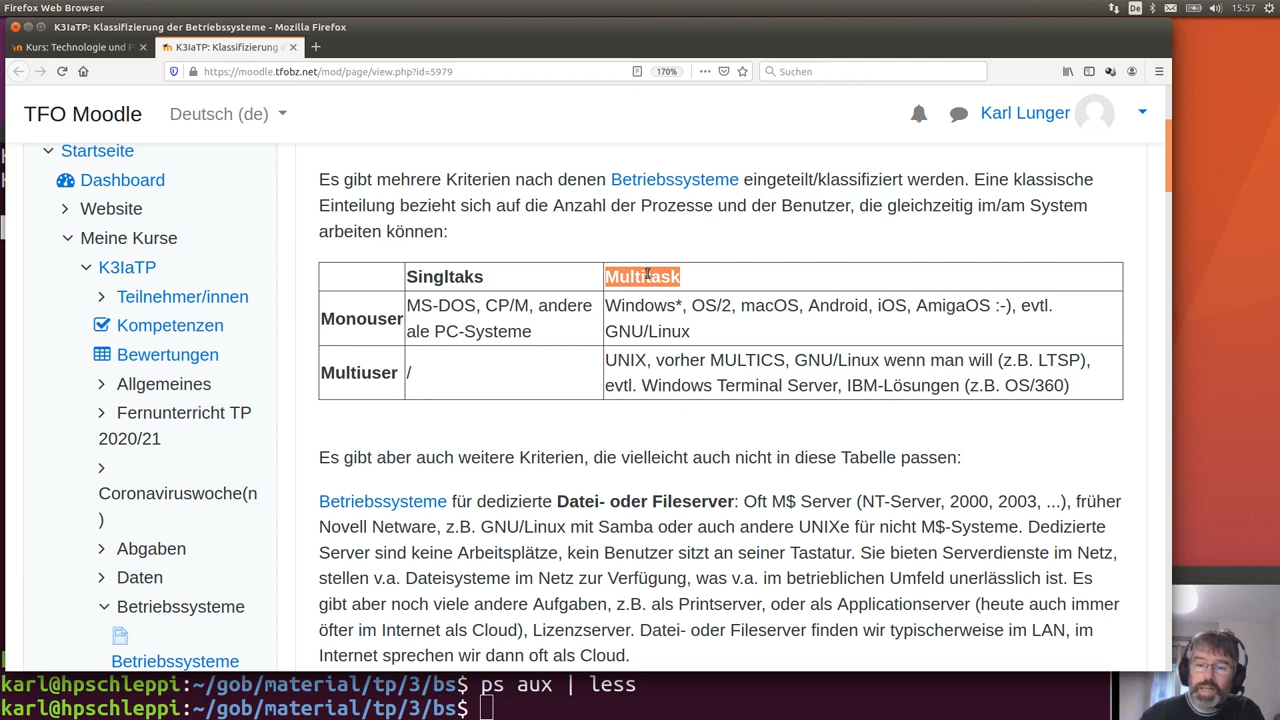 Firefox Web Browser
De
15:57
K3IaTP: Klassifizierung der Betriebssysteme - Mozilla Firefox
Kurs: Technologie und P
K3IaTP: Klassifizierung d
https://moodle.tfobz.net/mod/page/view.php?id=5979
170%
Suchen
TFO Moodle
Deutsch (de)
Karl Lunger
Startseite
Dashboard
Website
Meine Kurse
K3IaTP
Teilnehmer/innen
Kompetenzen
Bewertungen
Allgemeines
Fernunterricht TP
2020/21
Coronaviruswoche(n
)
Abgaben
Daten
Betriebssysteme
Betriebssysteme
Es gibt mehrere Kriterien nach denen Betriebssysteme eingeteilt/klassifiziert werden. Eine klassische
Einteilung bezieht sich auf die Anzahl der Prozesse und der Benutzer, die gleichzeitig im/am System
arbeiten können:
Singltaks
Multitask
Monouser
MS-DOS, CP/M, andere
ale PC-Systeme
Windows*, OS/2, macOS, Android, iOS, AmigaOS :-), evtl.
GNU/Linux
Multiuser
/
UNIX, vorher MULTICS, GNU/Linux wenn man will (z.B. LTSP),
evtl. Windows Terminal Server, IBM-Lösungen (z.B. OS/360)
Es gibt aber auch weitere Kriterien, die vielleicht auch nicht in diese Tabelle passen:
Betriebssysteme für dedizierte Datei- oder Fileserver: Oft M$ Server (NT-Server, 2000, 2003, ...), früher
Novell Netware, z.B. GNU/Linux mit Samba oder auch andere UNIXe für nicht M$-Systeme. Dedizierte
Server sind keine Arbeitsplätze, kein Benutzer sitzt an seiner Tastatur. Sie bieten Serverdienste im Netz,
stellen v.a. Dateisysteme im Netz zur Verfügung, was v.a. im betrieblichen Umfeld unerlässlich ist. Es
gibt aber noch viele andere Aufgaben, z.B. als Printserver, oder als Applicationserver (heute auch immer
öfter im Internet als Cloud), Lizenzserver. Datei- oder Fileserver finden wir typischerweise im LAN, im
Internet sprechen wir dann oft als Cloud.
karl@hpschleppi:~/gob/material/tp/3/bs$ ps aux | less
karl@hpschleppi:~/gob/material/tp/3/bs$